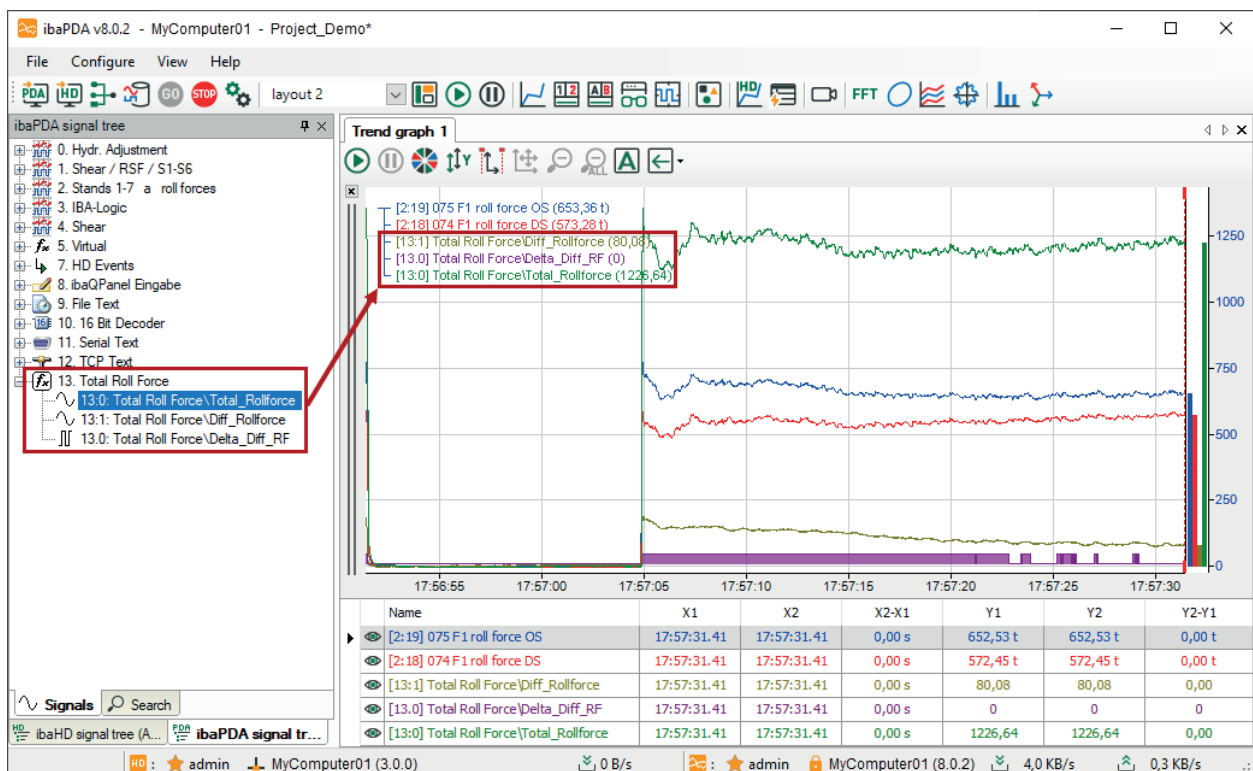 ibaPDA v8.0.2 - MyComputer01 - Project_Demo*
File Configure View Help
PDA HD GO STOP layout 2 12 AB HD FFT
ibaPDA signal tree
0. Hydr. Adjustment
1. Shear / RSF / S1-S6
2. Stands 1-7 a roll forces
3. IBA-Logic
4. Shear
5. Virtual
7. HD Events
8. ibaQPanel Eingabe
9. File Text
10. 16 Bit Decoder
11. Serial Text
12. TCP Text
13. Total Roll Force
13:0: Total Roll Force\Total_Rollforce
13:1: Total Roll Force\Diff_Rollforce
13.0: Total Roll Force\Delta_Diff_RF
Signals Search
ibaHD signal tree (A... ibaPDA signal tr...
Trend graph 1
Y ALL A
[2:19] 075 F1 roll force OS (653,36 t)
[2:18] 074 F1 roll force DS (573,28 t)
[13:1] Total Roll Force\Diff_Rollforce (80,08)
[13.0] Total Roll Force\Delta_Diff_RF (0)
[13:0] Total Roll Force\Total_Rollforce (1226,64)
1250
1000
750
500
250
0
17:56:55 17:57:00 17:57:05 17:57:10 17:57:15 17:57:20 17:57:25 17:57:30
Name X1 X2 X2-X1 Y1 Y2 Y2-Y1
[2:19] 075 F1 roll force OS 17:57:31.41 17:57:31.41 0,00 s 652,53 t 652,53 t 0,00 t
[2:18] 074 F1 roll force DS 17:57:31.41 17:57:31.41 0,00 s 572,45 t 572,45 t 0,00 t
[13:1] Total Roll Force\Diff_Rollforce 17:57:31.41 17:57:31.41 0,00 s 80,08 80,08 0,00
[13.0] Total Roll Force\Delta_Diff_RF 17:57:31.41 17:57:31.41 0,00 s 0 0 0
[13:0] Total Roll Force\Total_Rollforce 17:57:31.41 17:57:31.41 0,00 s 1226,64 1226,64 0,00
HD : admin MyComputer01 (3.0.0) 0 B/s : admin MyComputer01 (8.0.2) 4,0 KB/s 0,3 KB/s